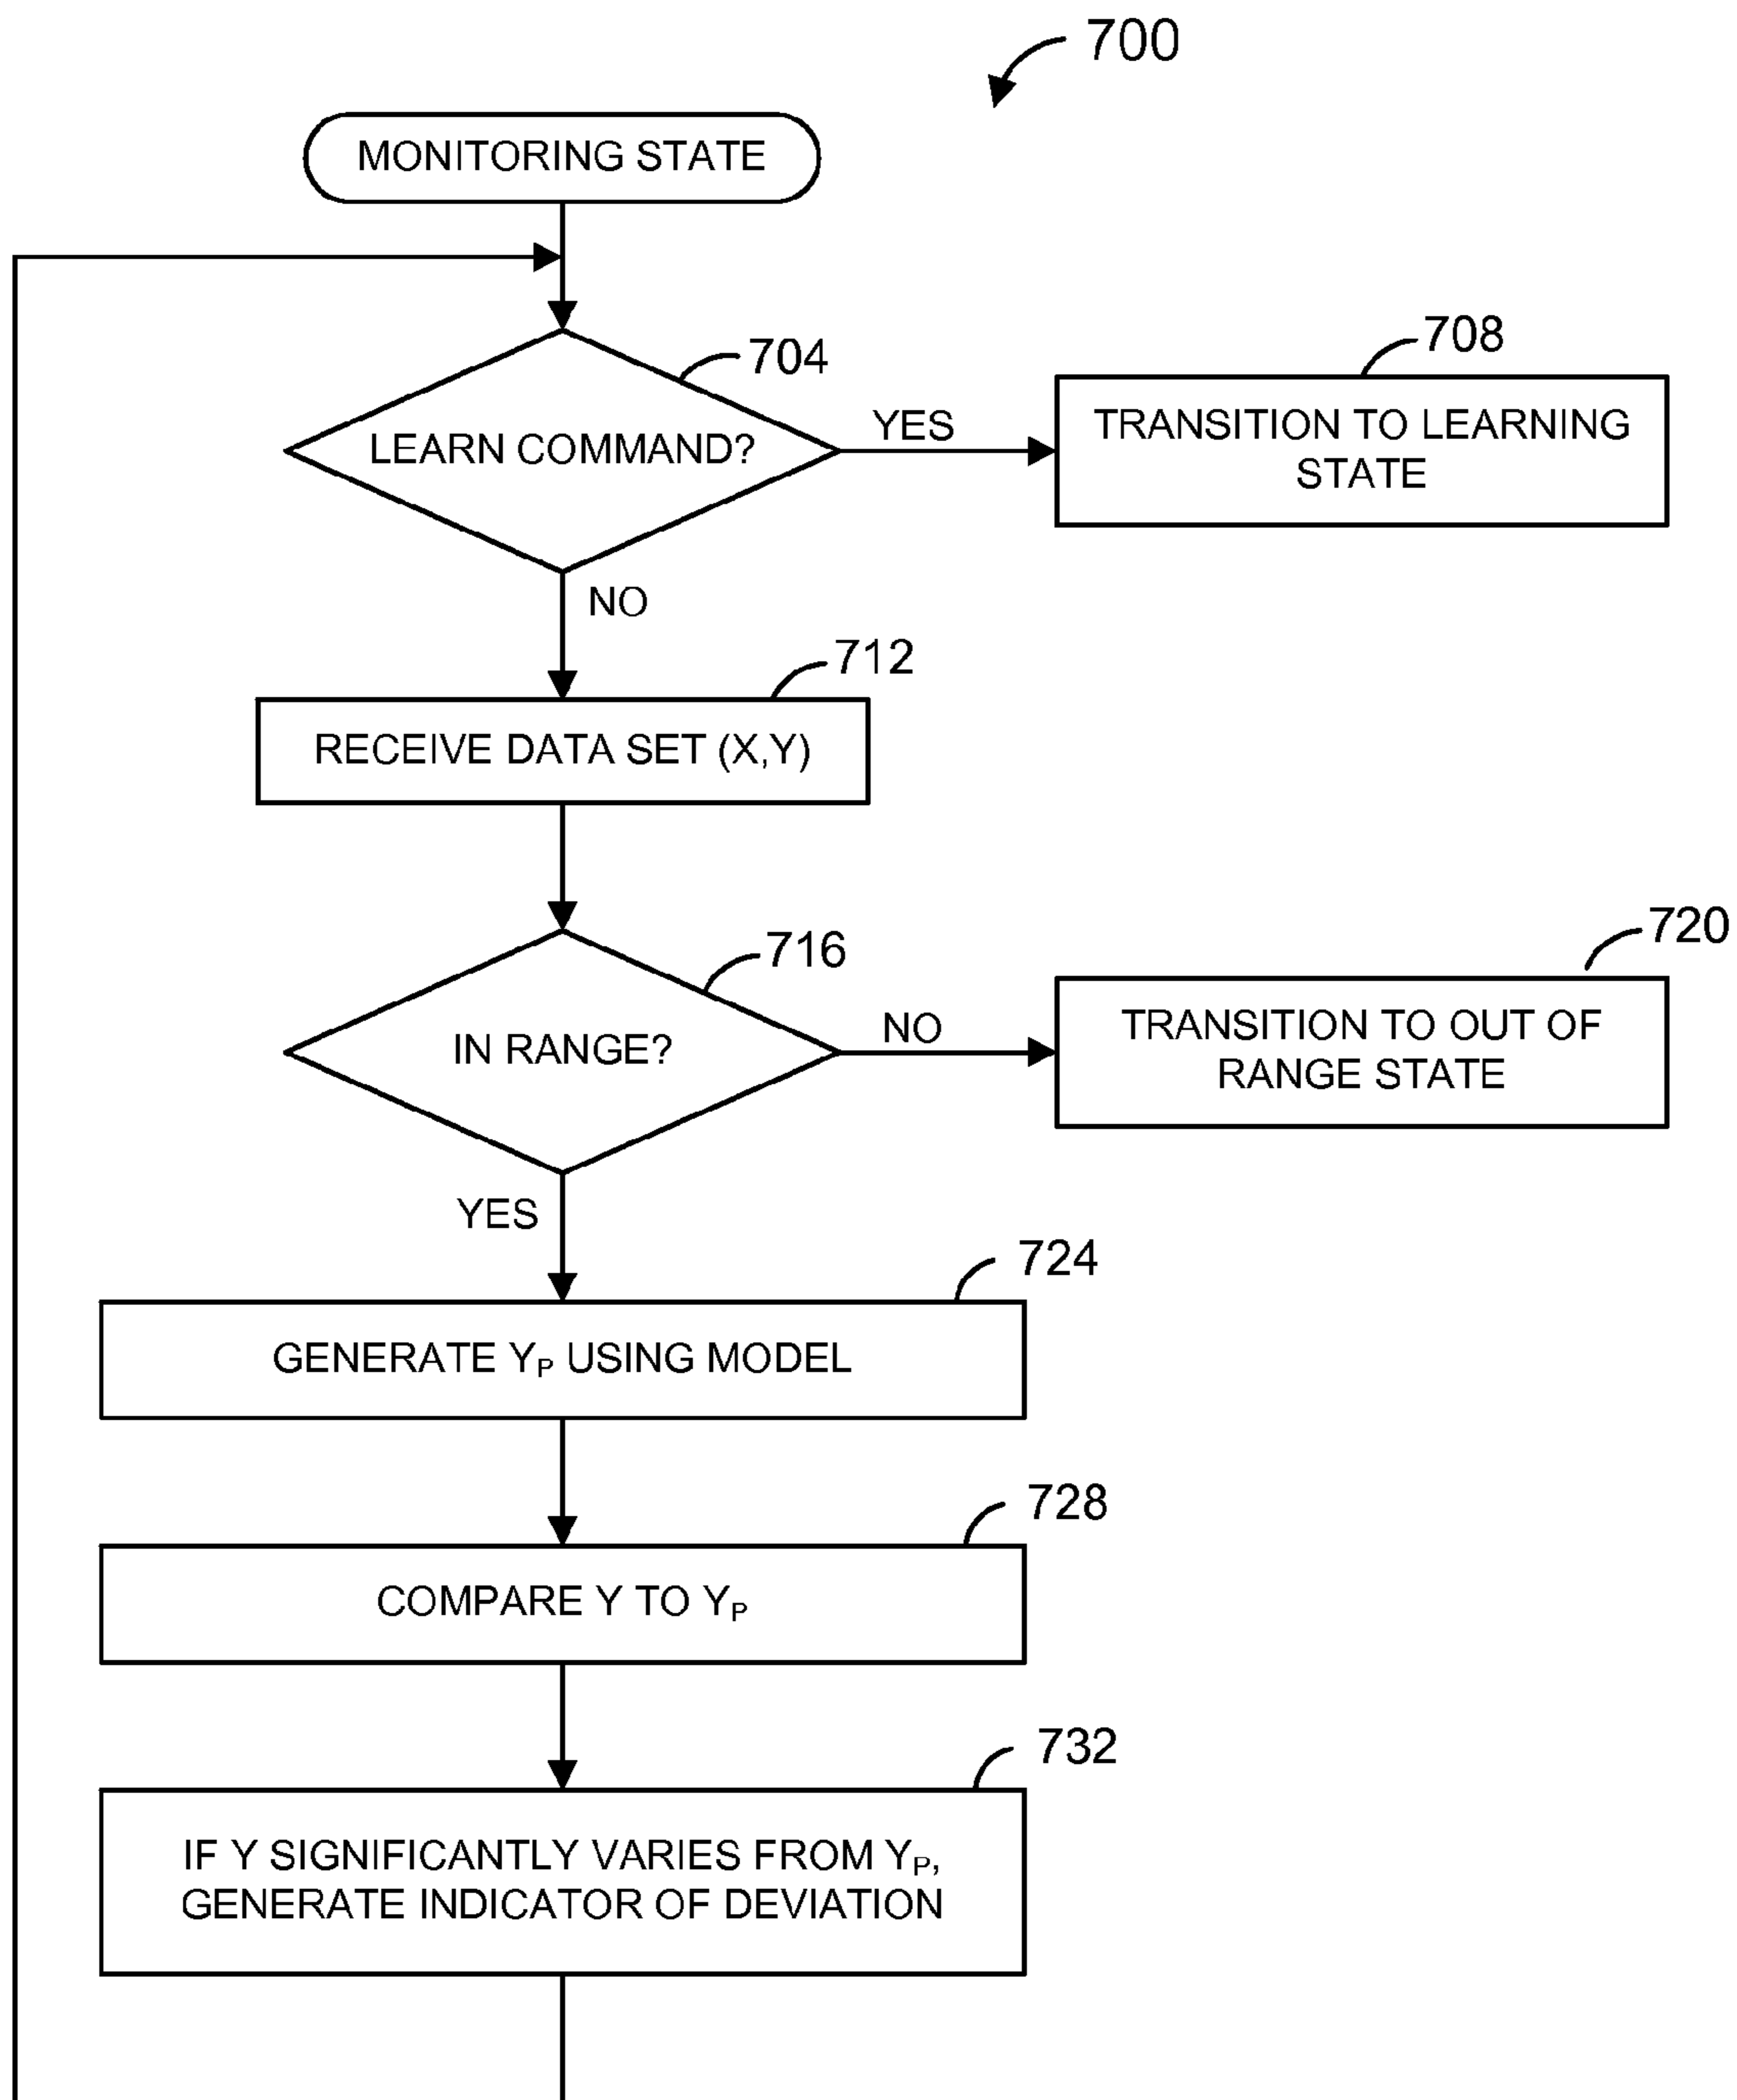 700
MONITORING STATE
704
LEARN COMMAND?
YES
708
TRANSITION TO LEARNING
STATE
NO
712
RECEIVE DATA SET (X,Y)
716
IN RANGE?
NO
720
TRANSITION TO OUT OF
RANGE STATE
YES
724
GENERATE YP USING MODEL
728
COMPARE Y TO YP
732
IF Y SIGNIFICANTLY VARIES FROM YP,
GENERATE INDICATOR OF DEVIATION